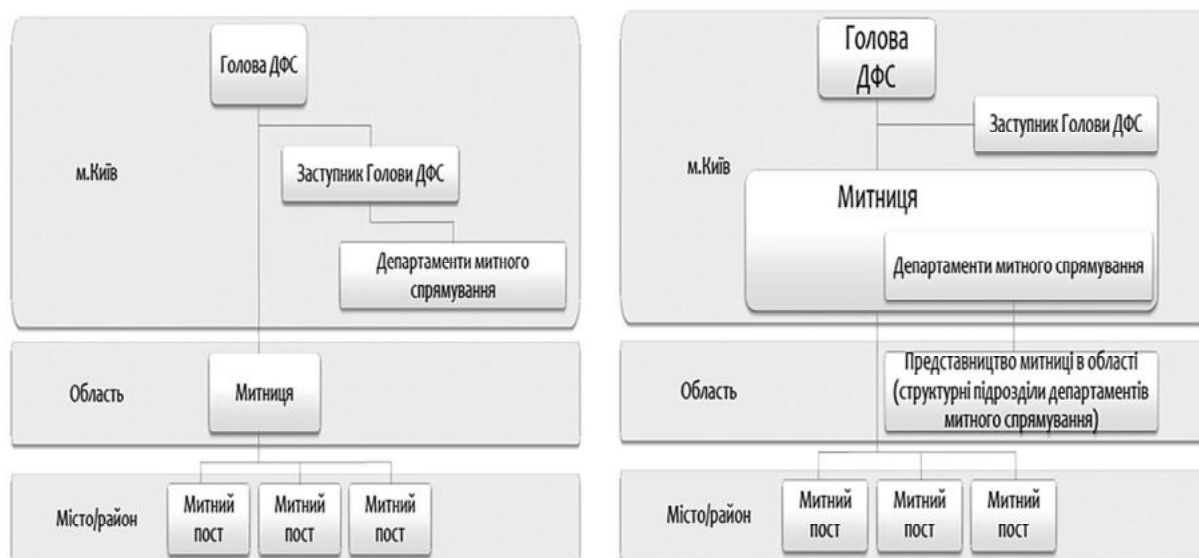 Голова ДФС
м.Київ
Заступник Голови ДФС
Департаменти митного
спрямування
Область
Митниця
Місто/район
Митний
пост
Митний
пост
Митний
пост
Голова
ДФС
Заступник Голови ДФС
м.Київ
Митниця
Департаменти митного спрямування
Область
Представництво митниці в області
(структурні підрозділи департаментів
митного спрямування)
Місто/район
Митний
пост
Митний
пост
Митний
пост